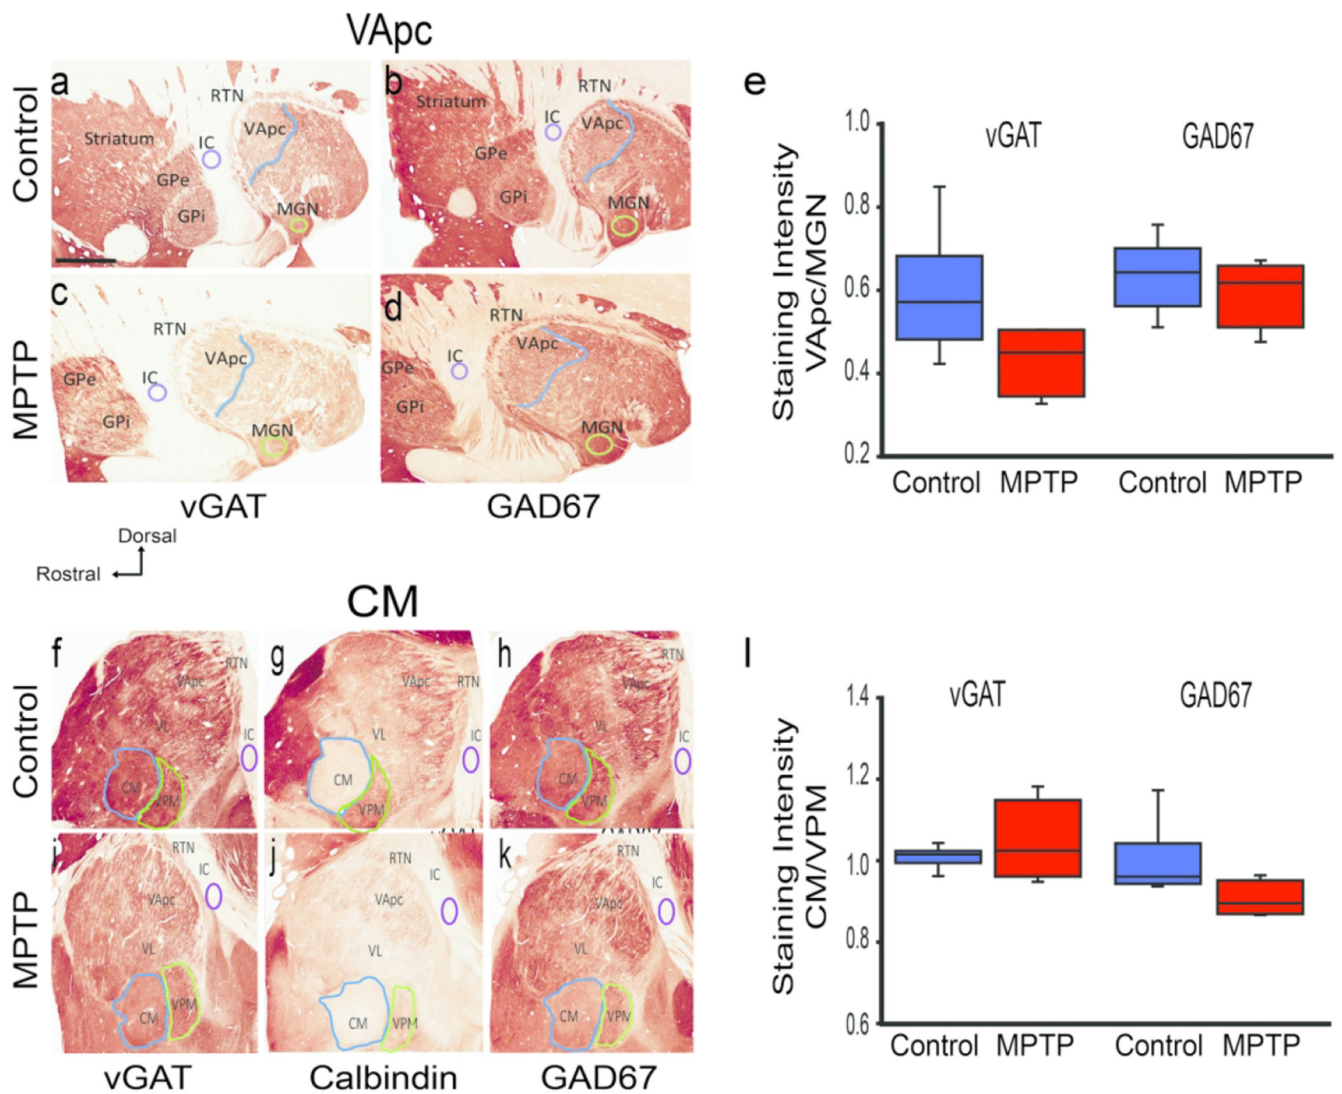 VApc
Control
a
RTN
Striatum
IC
VApc
GPe
GPi
MGN
b
RTN
Striatum
IC
VApc
GPe
GPi
MGN
MPTP
c
RTN
VApc
IC
GPe
GPi
MGN
d
RTN
VApc
IC
GPe
GPi
MGN
vGAT
GAD67
e
Staining Intensity
VApc/MGN
1.0
0.8
0.6
0.4
0.2
vGAT
GAD67
Control
MPTP
Control
MPTP
Dorsal
Rostral
CM
Control
f
RTN
VApc
VL
IC
CM
VPM
g
VApc
RTN
VL
IC
CM
VPM
h
RTN
VApc
VL
IC
CM
VPM
MPTP
i
RTN
IC
VApc
VL
VPM
CM
j
RTN
IC
VApc
VL
CM
VPM
k
RTN
IC
VApc
VL
CM
VPM
vGAT
Calbindin
GAD67
l
Staining Intensity
CM/VPM
1.4
1.2
1.0
0.8
0.6
vGAT
GAD67
Control
MPTP
Control
MPTP